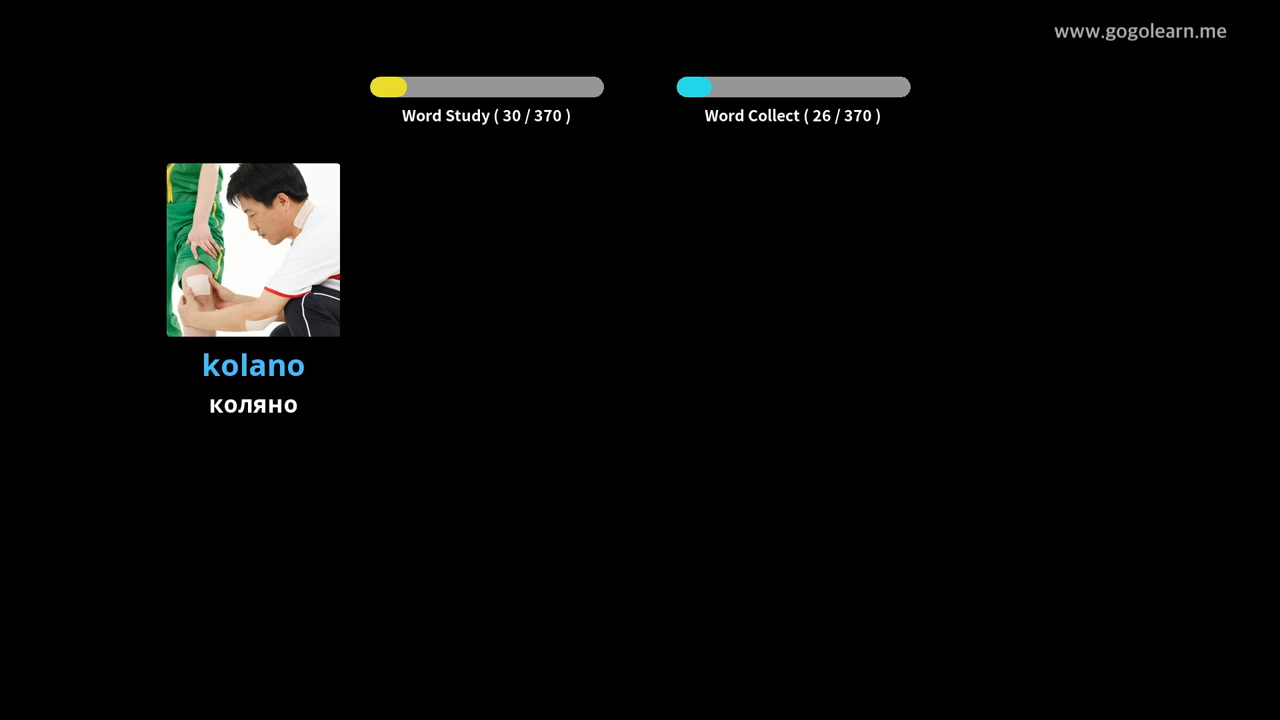 www.gogolearn.me
Word Study ( 30 / 370 )
Word Collect ( 26 / 370 )
kolano
коляно